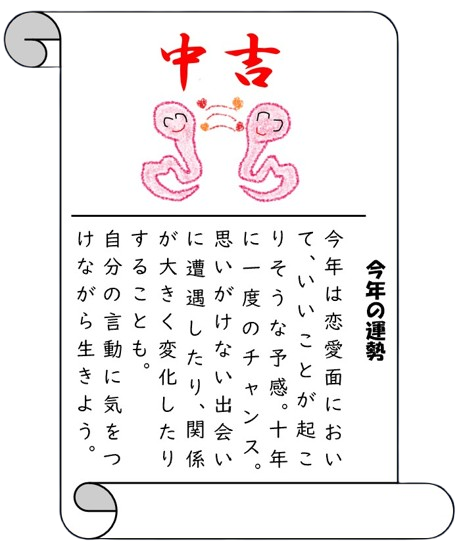 中吉
今年の運勢
今年は恋愛面におい
て、いいことが起こ
りそうな予感。十年
に一度のチャンス。
思いがけない出会い
に遭遇したり、関係
が大きく変化したり
することも。
自分の言動に気をつ
けながら生きよう。